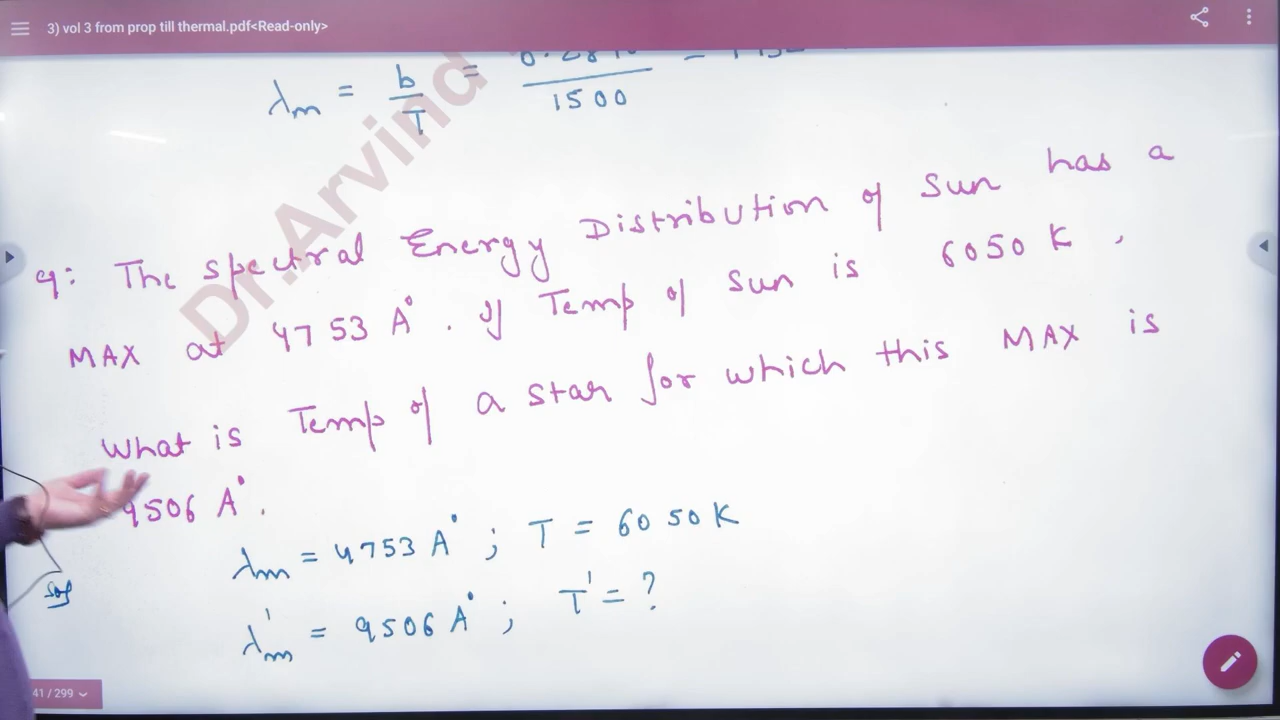 3) vol 3 from prop till thermal.pdf<Read-only>
λm = b/T = /1500
Dr.Arvind
q: The spectral Energy Distribution of Sun has a
MAX at 4753 A°. If Temp of Sun is 6050 K,
What is Temp of a star for which this MAX is
9506 A°.
Sol
λm = 4753 A° ; T = 6050 K
λ'm = 9506 A° ; T' = ?
41 / 299